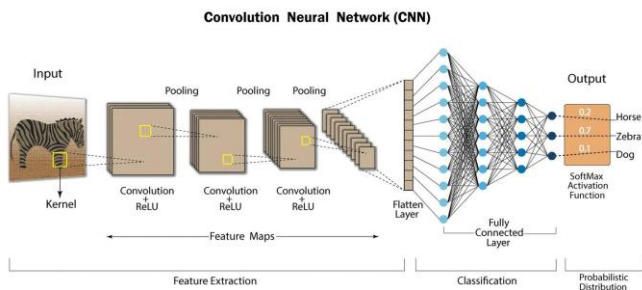 Convolution Neural Network (CNN)
Input
Output
Pooling
Pooling
Pooling
0.2
Horse
0.7
Zebra
0.1
Dog
Kernel
Convolution
+
ReLU
Convolution
+
ReLU
Convolution
+
ReLU
Flatten
Layer
SoftMax
Activation
Function
Feature Maps
Fully
Connected
Layer
Feature Extraction
Classification
Probabilistic
Distribution